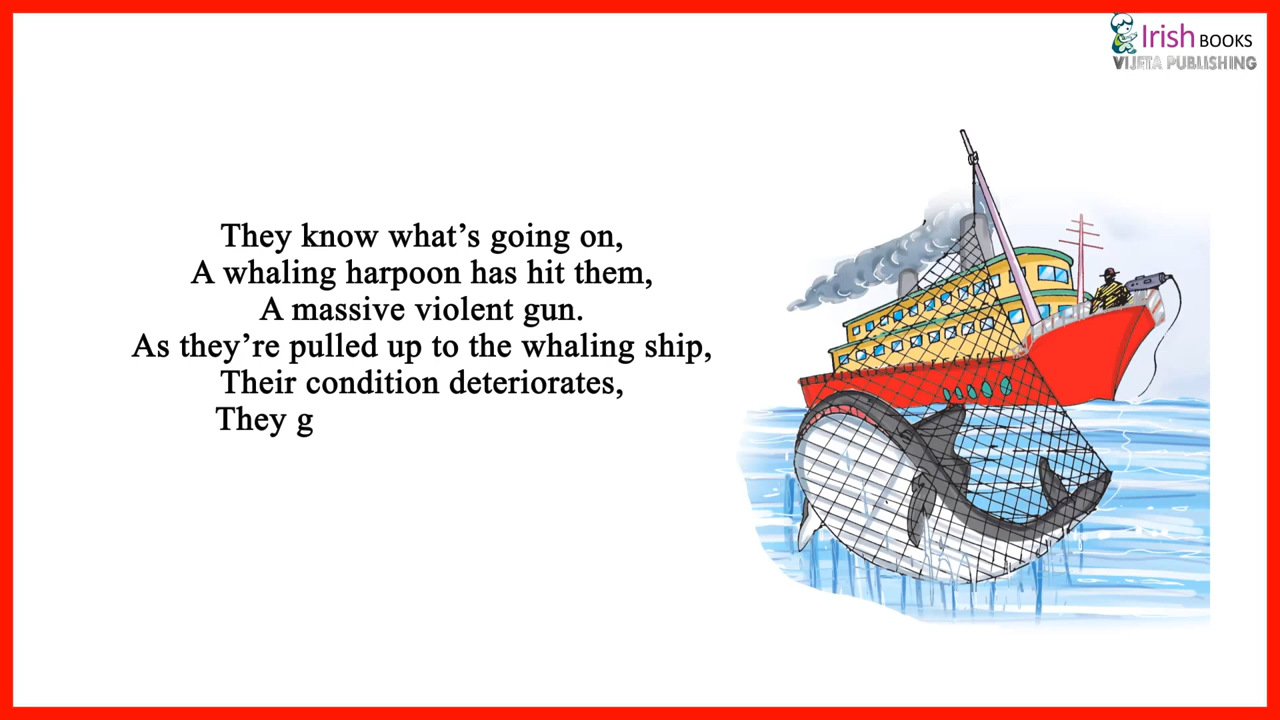 Irish BOOKS
VIJETA PUBLISHING
They know what's going on,
A whaling harpoon has hit them,
A massive violent gun.
As they're pulled up to the whaling ship,
Their condition deteriorates,
They g